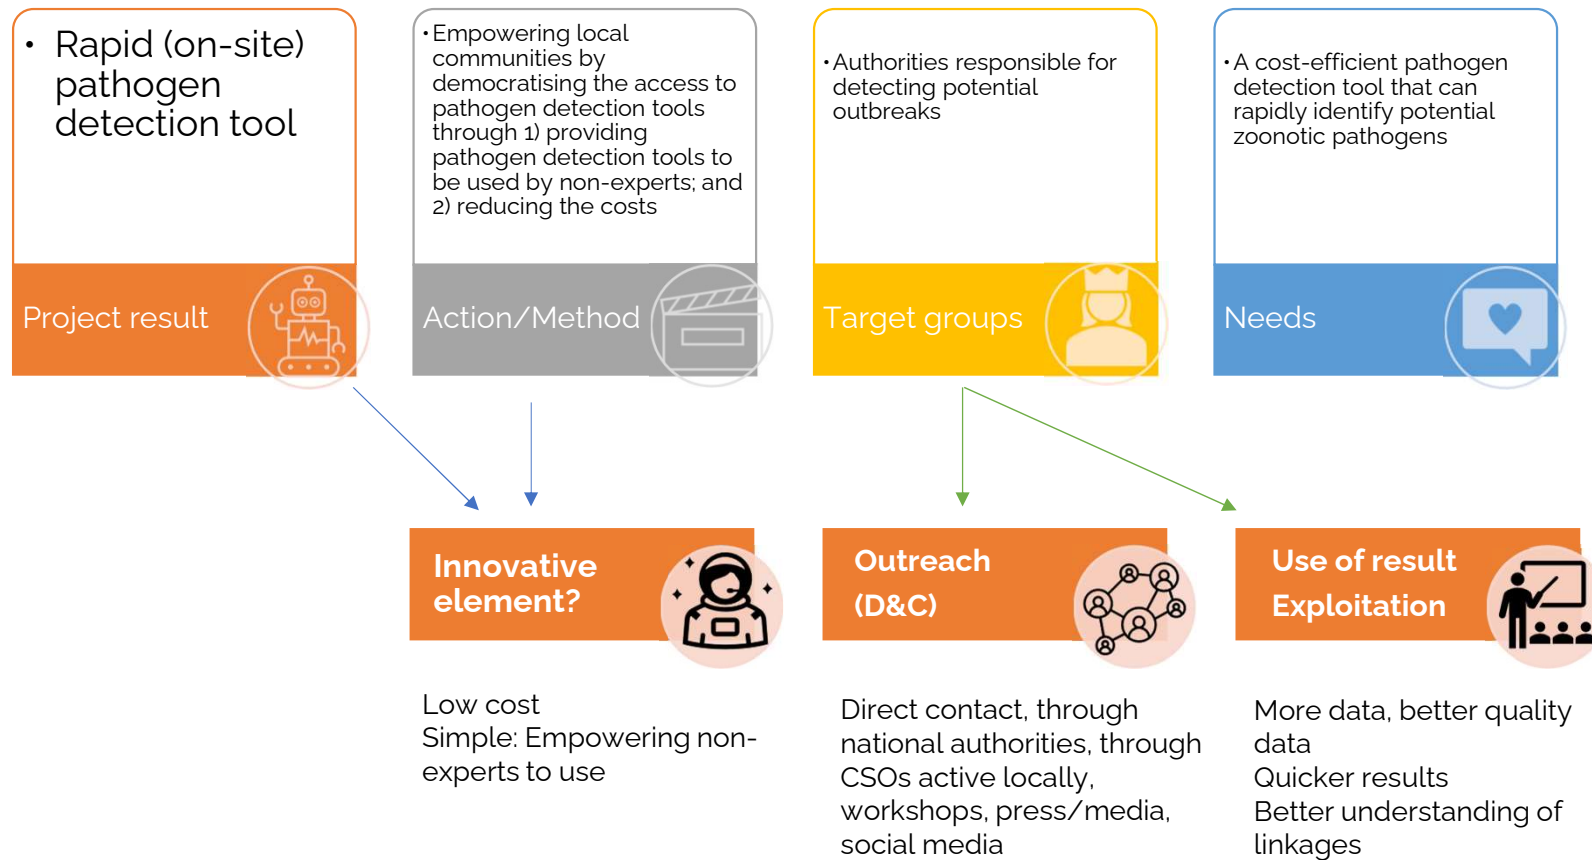 • Rapid (on-site)
pathogen
detection tool
Project result
• Empowering local
communities by
democratising the access to
pathogen detection tools
through 1) providing
pathogen detection tools to
be used by non-experts; and
2) reducing the costs
Action/Method
• Authorities responsible for
detecting potential
outbreaks
Target groups
• A cost-efficient pathogen
detection tool that can
rapidly identify potential
zoonotic pathogens
Needs
Innovative
element?
Low cost
Simple: Empowering non-
experts to use
Outreach
(D&C)
Direct contact, through
national authorities, through
CSOs active locally,
workshops, press/media,
social media
Use of result
Exploitation
More data, better quality
data
Quicker results
Better understanding of
linkages